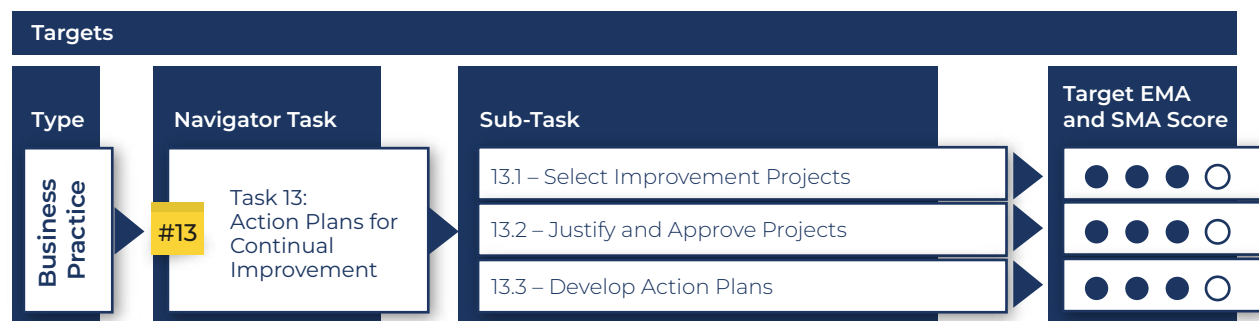 Targets
Type
Navigator Task
Sub-Task
Target EMA
and SMA Score
Business
Practice
#13
Task 13:
Action Plans for
Continual
Improvement
13.1 – Select Improvement Projects
13.2 – Justify and Approve Projects
13.3 – Develop Action Plans